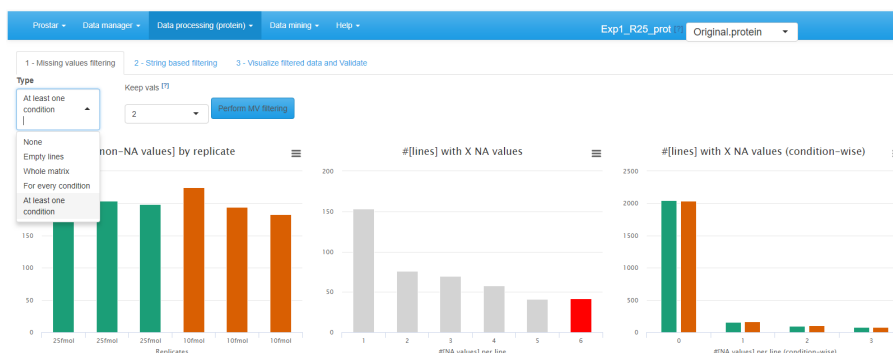 Prostar Data manager Data processing (protein) Data mining Help Exp1_R25_prot [?] Original.protein
1 - Missing values filtering 2 - String based filtering 3 - Visualize filtered data and Validate
Type
At least one
condition
Keep vals [?]
2
Perform MV filtering
None
Empty lines
Whole matrix
For every condition
At least one
condition
non-NA values] by replicate
150
100
50
0
25fmol 25fmol 25fmol 10fmol 10fmol 10fmol
Replicates
#[lines] with X NA values
200
150
100
50
0
1 2 3 4 5 6
#[NA values] per line
#[lines] with X NA values (condition-wise)
2500
2000
1500
1000
500
0
0 1 2 3
#[NA values] per line (condition-wise)